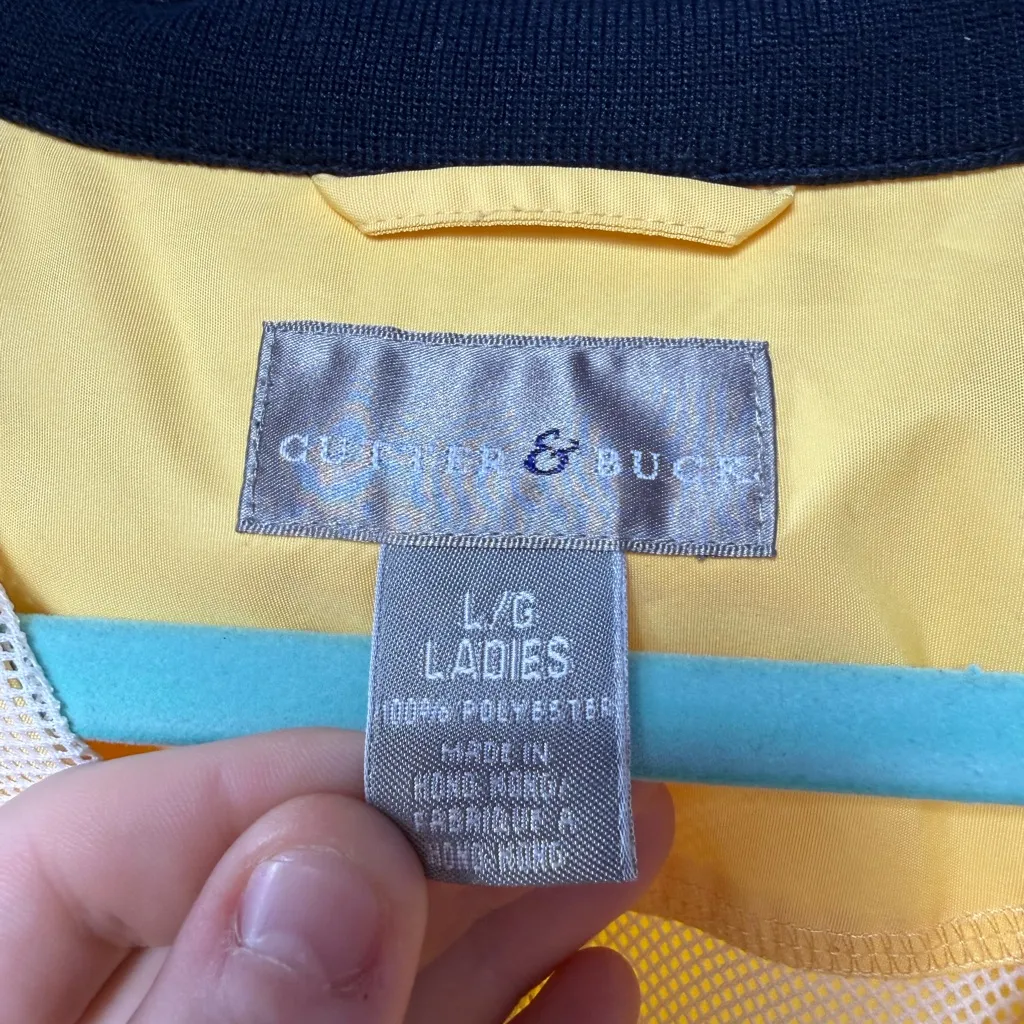 CUTTER & BUCK
L/G
LADIES
100% POLYESTER
MADE IN
HONG KONG/
FABRIQUE A
HONG KONG